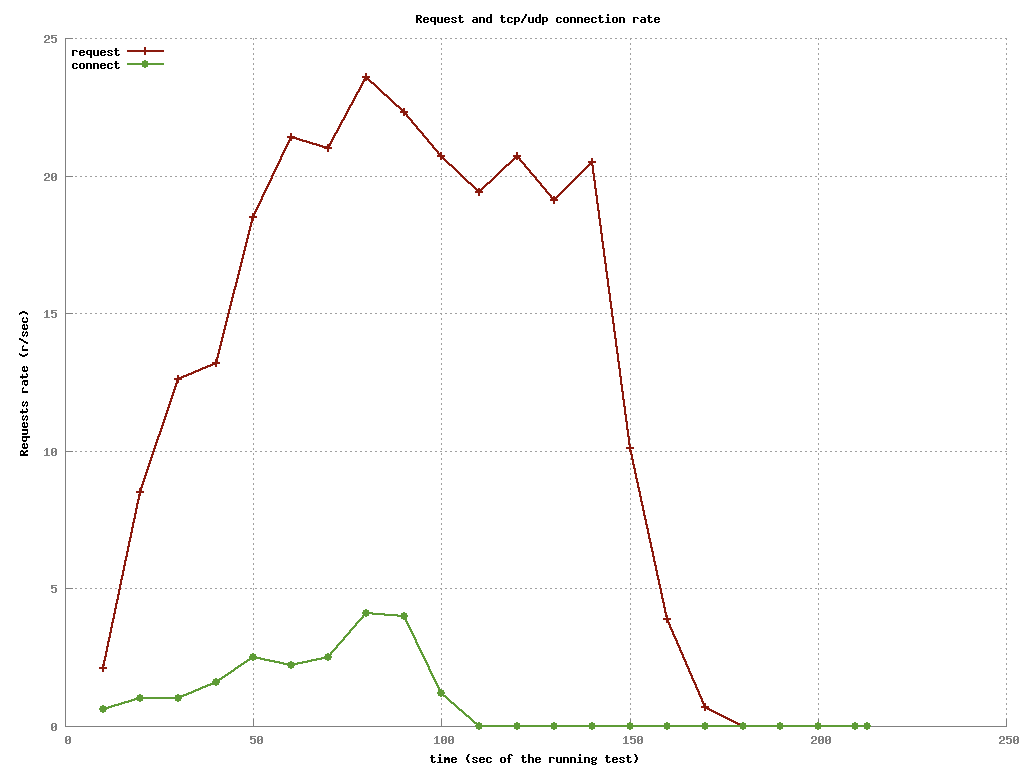 Request and tcp/udp connection rate
25
request
connect
20
15
Requests rate (r/sec)
10
5
0
0 50 100 150 200 250
time (sec of the running test)